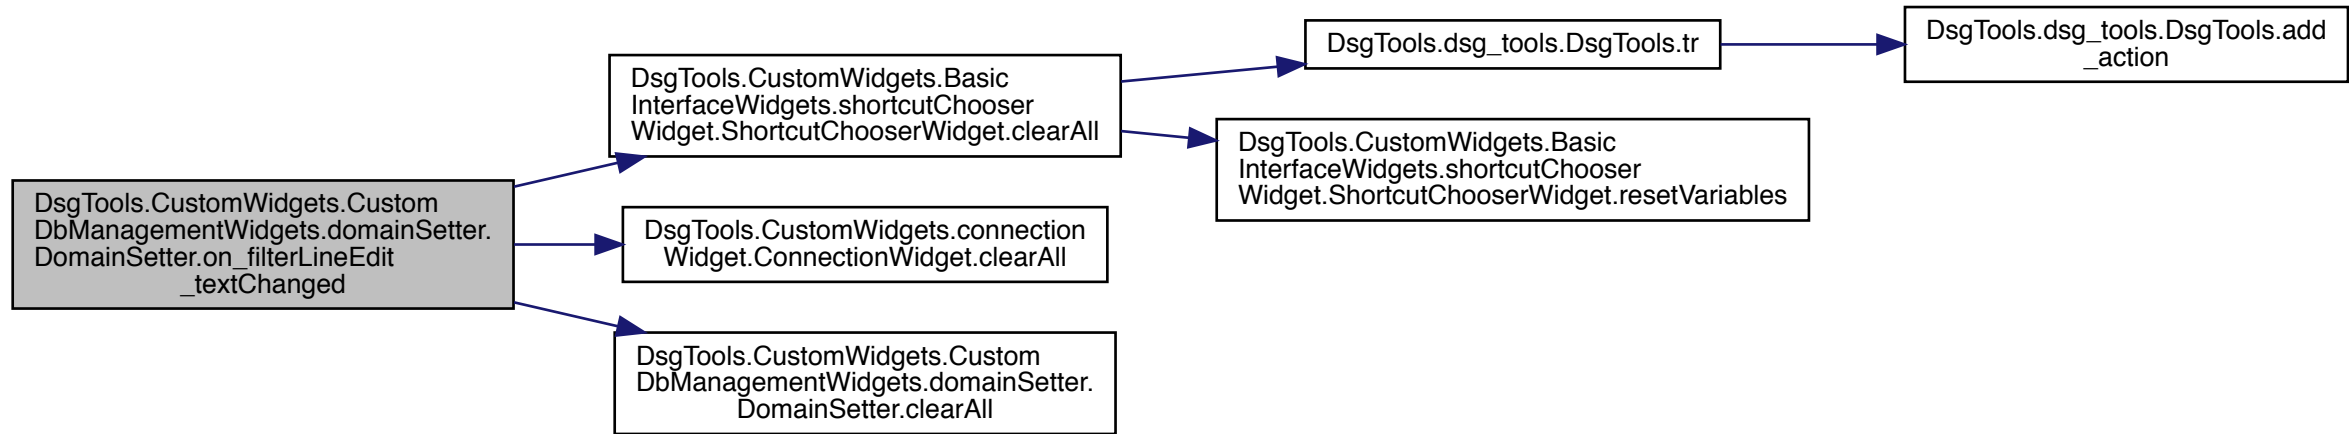 DsgTools.CustomWidgets.Custom
DbManagementWidgets.domainSetter.
DomainSetter.on_filterLineEdit
_textChanged
DsgTools.CustomWidgets.Basic
InterfaceWidgets.shortcutChooser
Widget.ShortcutChooserWidget.clearAll
DsgTools.CustomWidgets.connection
Widget.ConnectionWidget.clearAll
DsgTools.CustomWidgets.Custom
DbManagementWidgets.domainSetter.
DomainSetter.clearAll
DsgTools.dsg_tools.DsgTools.tr
DsgTools.CustomWidgets.Basic
InterfaceWidgets.shortcutChooser
Widget.ShortcutChooserWidget.resetVariables
DsgTools.dsg_tools.DsgTools.add
_action